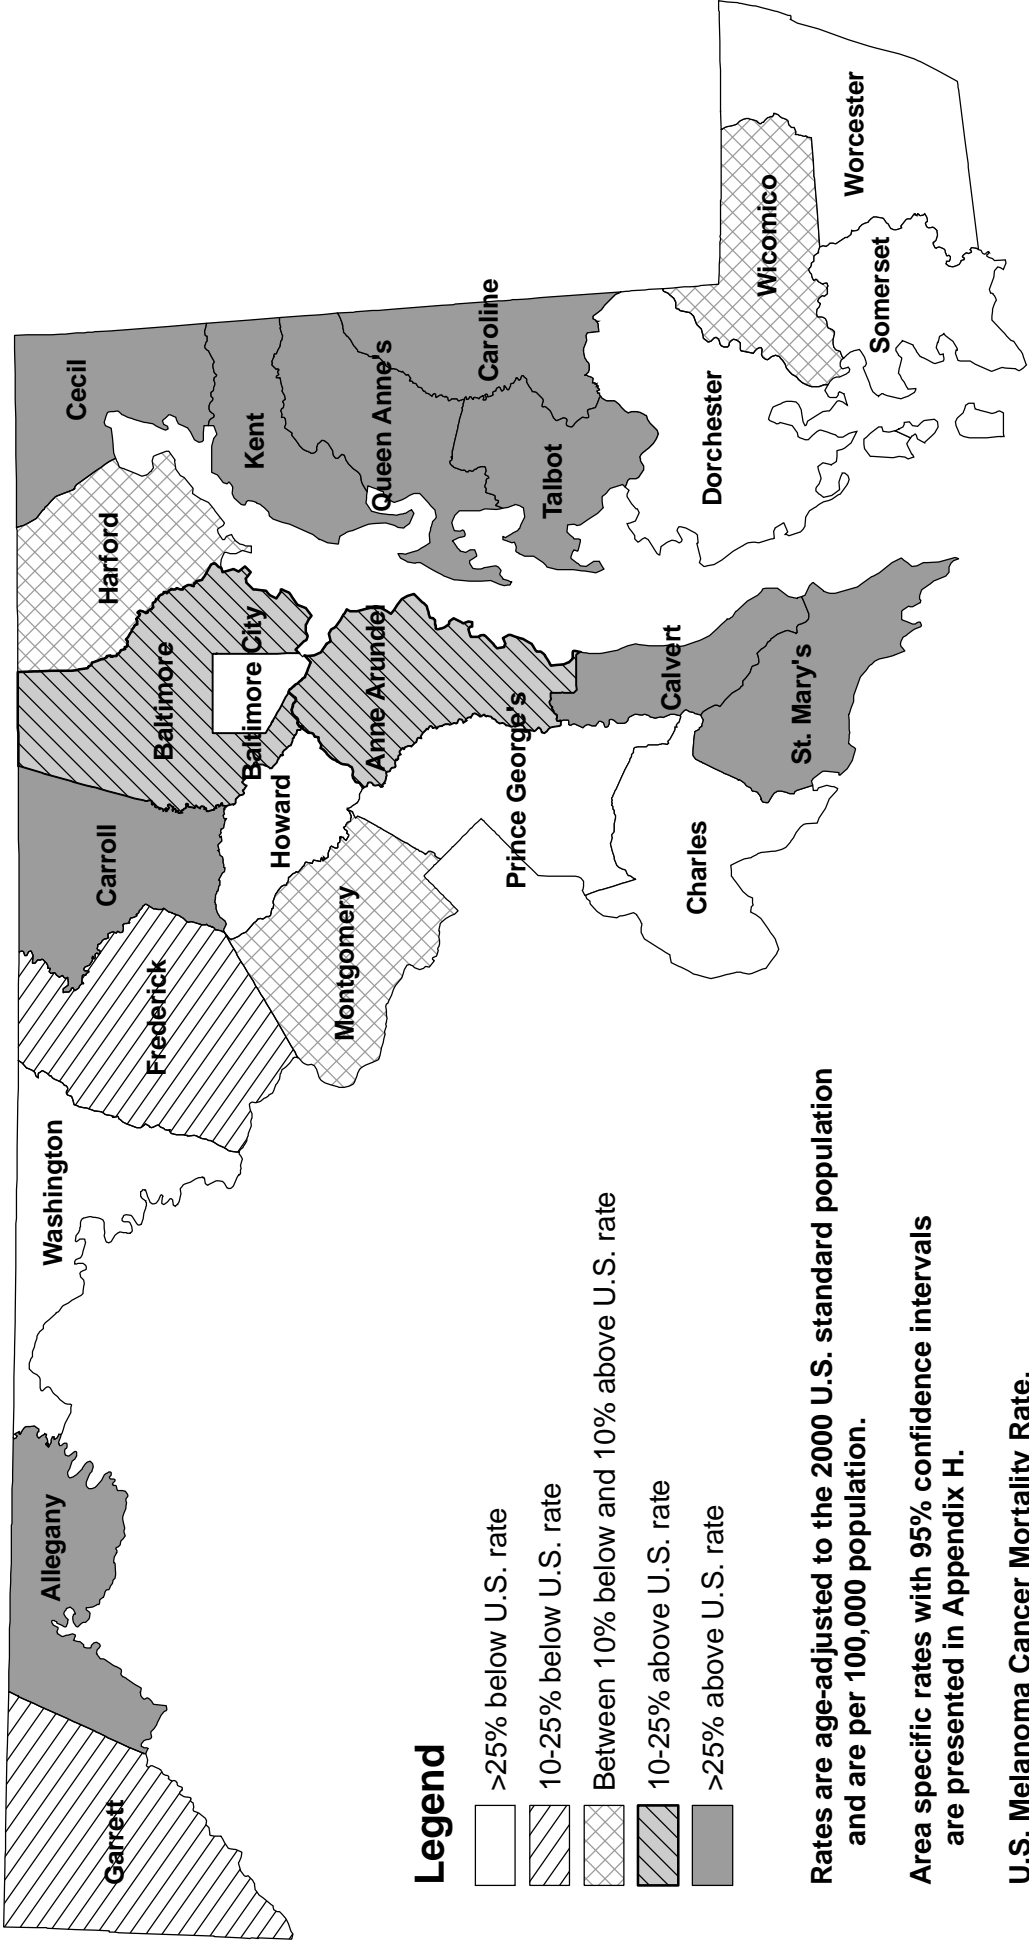 Garrett
Allegany
Washington
Frederick
Carroll
Baltimore
Harford
Cecil
Montgomery
Howard
Baltimore City
Kent
Anne Arundel
Queen Anne's
Prince George's
Caroline
Talbot
Charles
Calvert
St. Mary's
Dorchester
Wicomico
Somerset
Worcester
Legend
>25% below U.S. rate
10-25% below U.S. rate
Between 10% below and 10% above U.S. rate
10-25% above U.S. rate
>25% above U.S. rate
Rates are age-adjusted to the 2000 U.S. standard population
and are per 100,000 population.
Area specific rates with 95% confidence intervals
are presented in Appendix H.
U.S. Melanoma Cancer Mortality Rate,